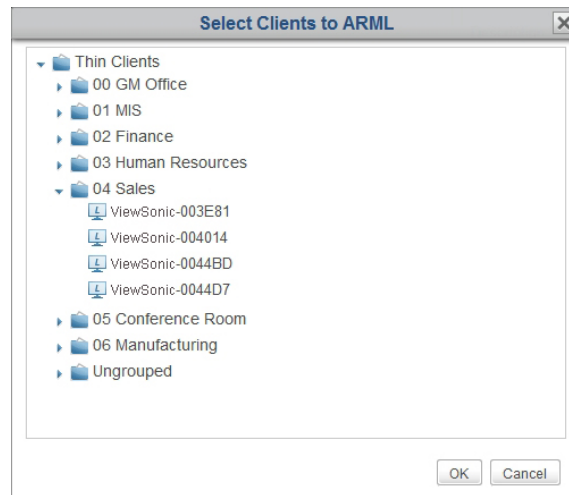 Select Clients to ARML
Thin Clients
00 GM Office
01 MIS
02 Finance
03 Human Resources
04 Sales
L ViewSonic-003E81
L ViewSonic-004014
L ViewSonic-0044BD
L ViewSonic-0044D7
05 Conference Room
06 Manufacturing
Ungrouped
OK Cancel